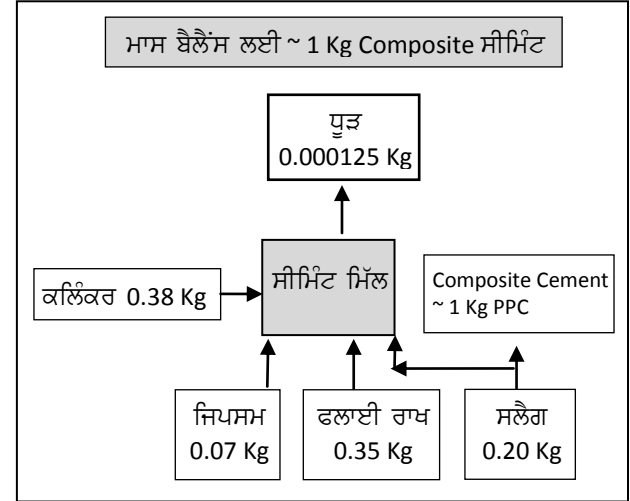 ਮਾਸ ਬੈਲੈਂਸ ਲਈ ~ 1 Kg Composite ਸੀਮਿੰਟ
ਧੂੜ
0.000125 Kg
ਸੀਮਿੰਟ ਮਿੱਲ
ਕਲਿੰਕਰ 0.38 Kg
Composite Cement
~ 1 Kg PPC
ਜਿਪਸਮ
0.07 Kg
ਫਲਾਈ ਰਾਖ
0.35 Kg
ਸਲੈਗ
0.20 Kg